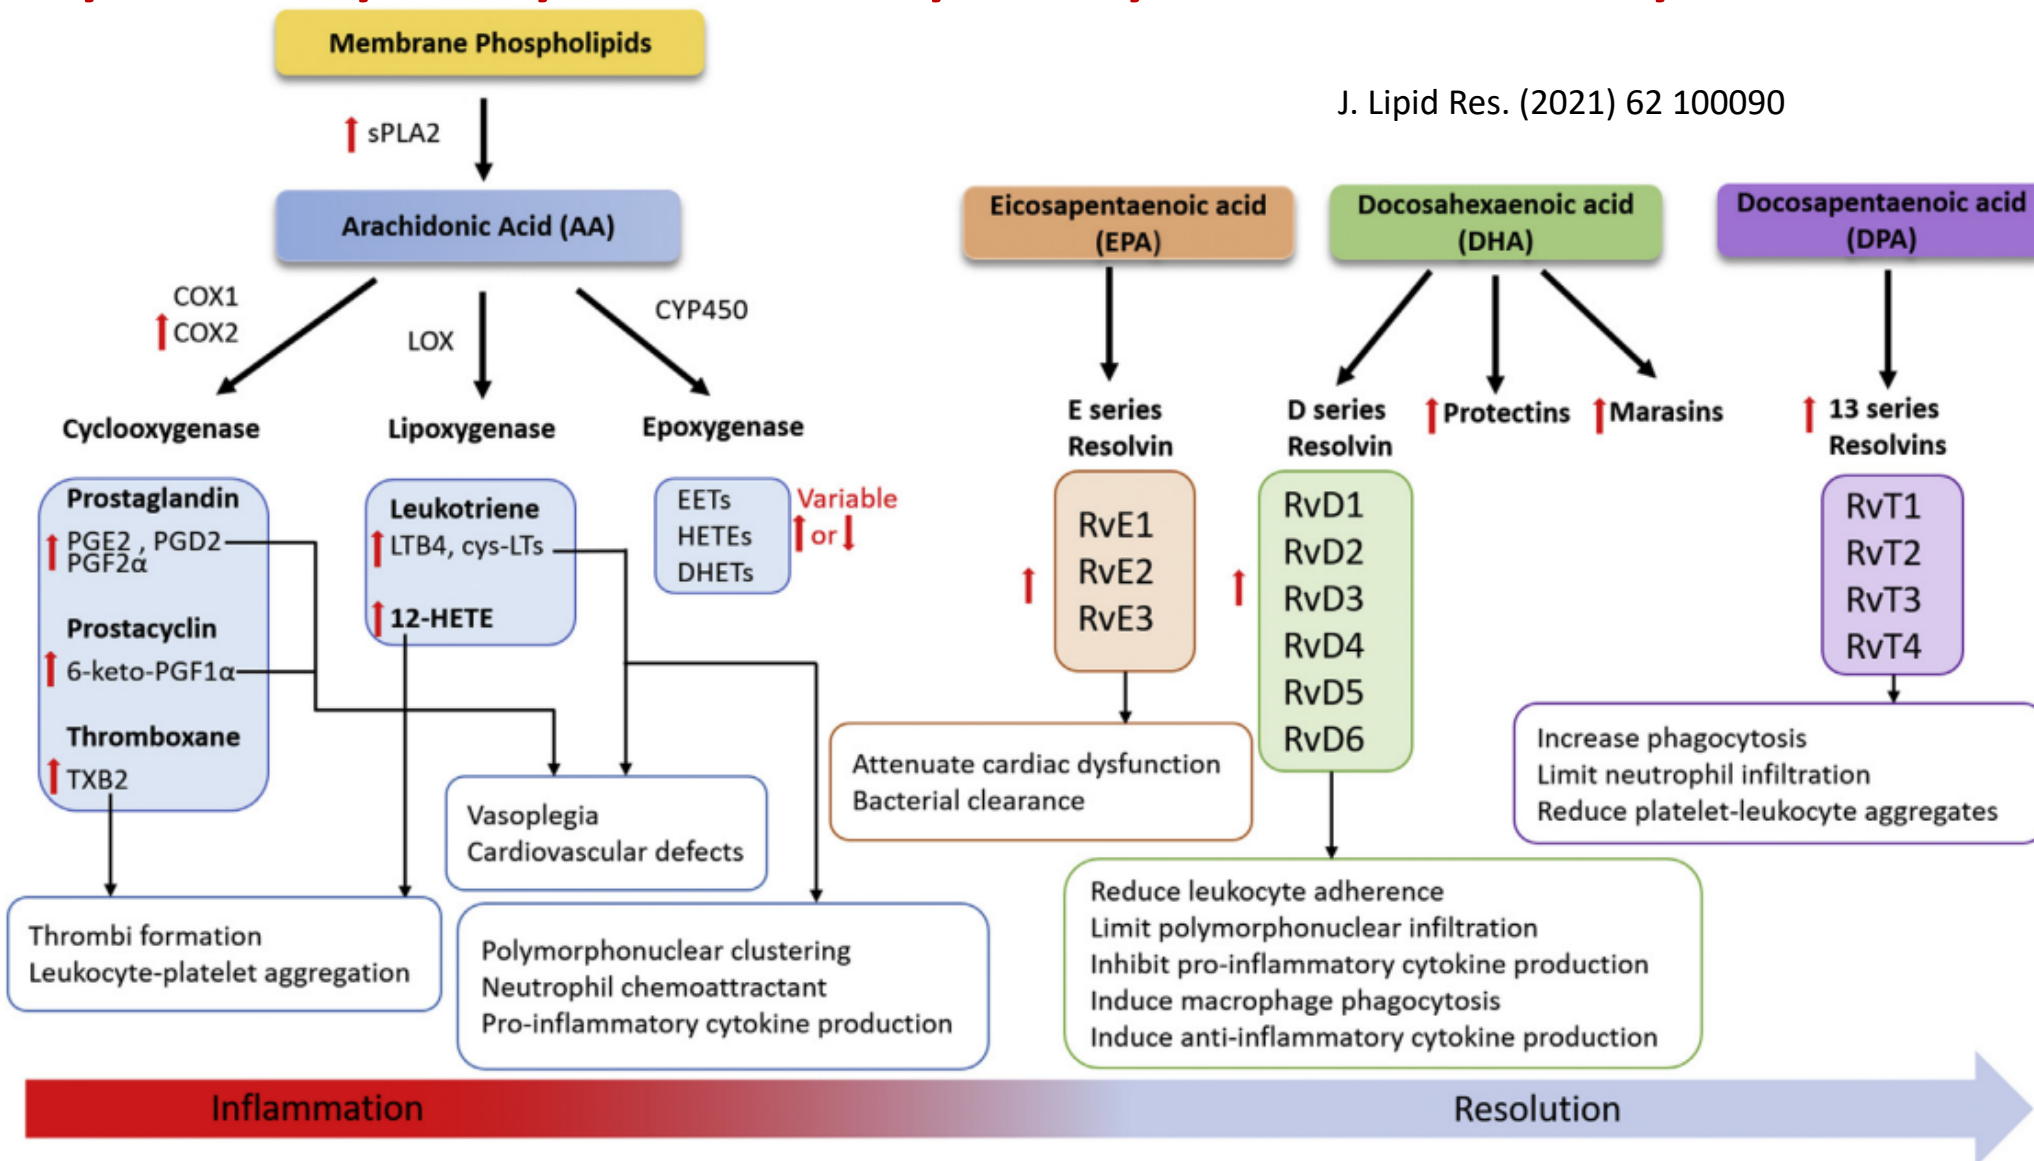 Membrane Phospholipids
J. Lipid Res. (2021) 62 100090
sPLA2
Arachidonic Acid (AA)
COX1
COX2
LOX
CYP450
Cyclooxygenase
Lipoxygenase
Epoxygenase
Prostaglandin
PGE2 , PGD2
PGF2α
Prostacyclin
6-keto-PGF1α
Thromboxane
TXB2
Leukotriene
LTB4, cys-LTs
12-HETE
EETs
HETEs
DHETs
Variable
or
Vasoplegia
Cardiovascular defects
Thrombi formation
Leukocyte-platelet aggregation
Polymorphonuclear clustering
Neutrophil chemoattractant
Pro-inflammatory cytokine production
Eicosapentaenoic acid
(EPA)
E series
Resolvin
RvE1
RvE2
RvE3
Attenuate cardiac dysfunction
Bacterial clearance
Docosahexaenoic acid
(DHA)
D series
Resolvin
Protectins
Marasins
RvD1
RvD2
RvD3
RvD4
RvD5
RvD6
Reduce leukocyte adherence
Limit polymorphonuclear infiltration
Inhibit pro-inflammatory cytokine production
Induce macrophage phagocytosis
Induce anti-inflammatory cytokine production
Docosapentaenoic acid
(DPA)
13 series
Resolvins
RvT1
RvT2
RvT3
RvT4
Increase phagocytosis
Limit neutrophil infiltration
Reduce platelet-leukocyte aggregates
Inflammation
Resolution